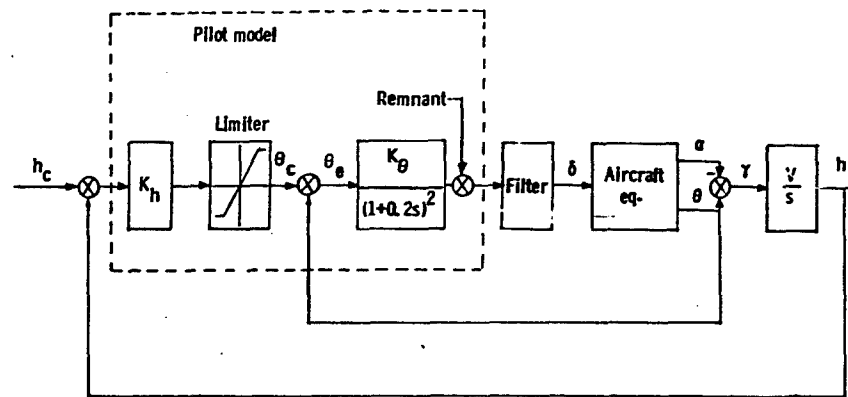 Pilot model
Remnant
Limiter
h_c
K_h
θ_c
θ_e
K_θ
(1+0.2s)^2
Filter
δ
Aircraft
eq.
α
θ
-
γ
V
s
h